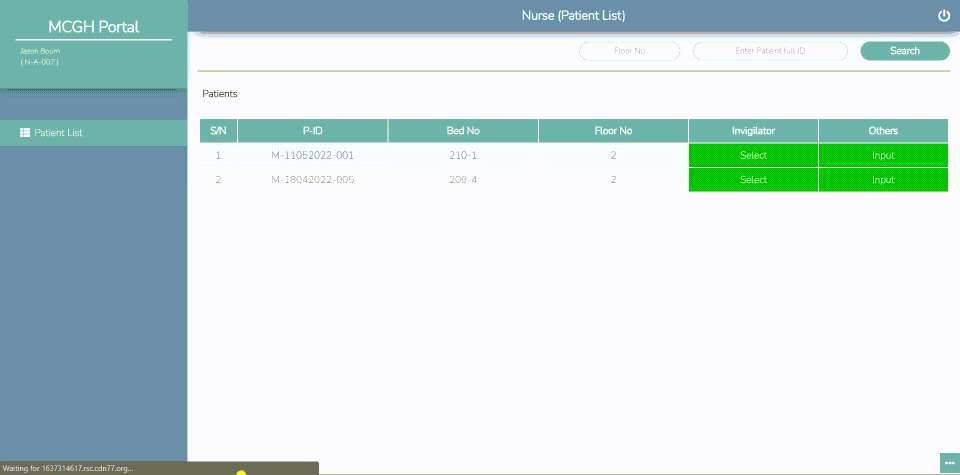 MCGH Portal
Jason Bourn
( N-A-007 )
Patient List
Nurse (Patient List)
Floor No
Enter Patient full ID
Search
Patients
S/N P-ID Bed No Floor No Invigilator Others
1 M-11052022-001 210-1 2 Select Input
2 M-18042022-005 209-4 2 Select Input
Waiting for 1637314617.rsc.cdn77.org...